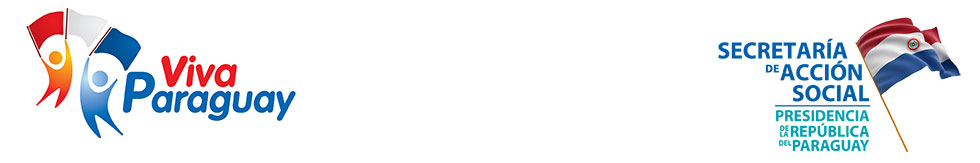 Viva
Paraguay
SECRETARÍA
DE ACCIÓN
SOCIAL
PRESIDENCIA
DE LA REPÚBLICA
DEL PARAGUAY